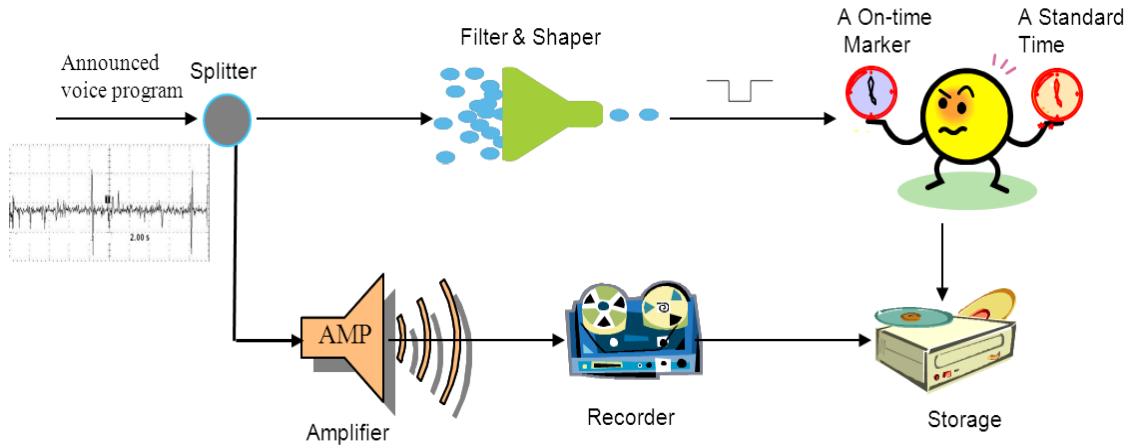 A On-time
Marker
A Standard
Time
Filter & Shaper
Announced
voice program
Splitter
2.00 s
AMP
Amplifier
Recorder
Storage